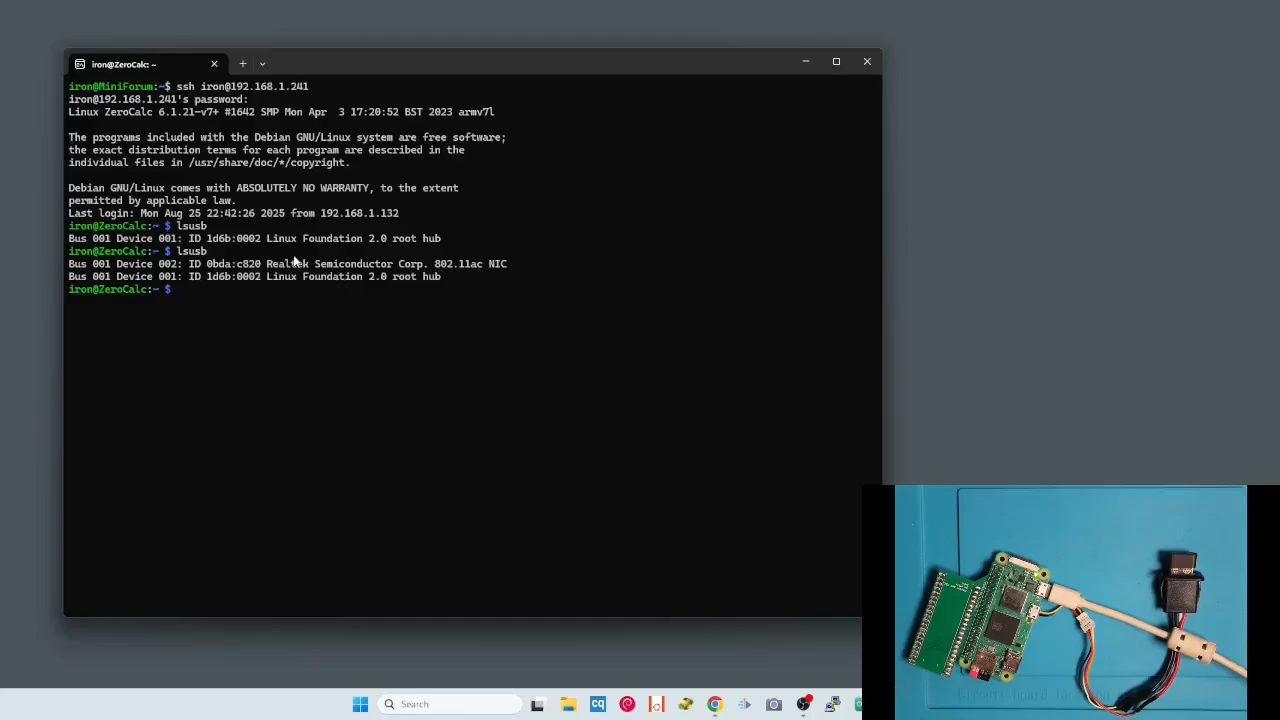 iron@ZeroCalc: ~
iron@MiniForum:~$ ssh iron@192.168.1.241
iron@192.168.1.241's password:
Linux ZeroCalc 6.1.21-v7+ #1642 SMP Mon Apr  3 17:20:52 BST 2023 armv7l
The programs included with the Debian GNU/Linux system are free software;
the exact distribution terms for each program are described in the
individual files in /usr/share/doc/*/copyright.
Debian GNU/Linux comes with ABSOLUTELY NO WARRANTY, to the extent
permitted by applicable law.
Last login: Mon Aug 25 22:42:26 2025 from 192.168.1.132
iron@ZeroCalc:~ $ lsusb
Bus 001 Device 001: ID 1d6b:0002 Linux Foundation 2.0 root hub
iron@ZeroCalc:~ $ lsusb
Bus 001 Device 002: ID 0bda:c820 Realtek Semiconductor Corp. 802.11ac NIC
Bus 001 Device 001: ID 1d6b:0002 Linux Foundation 2.0 root hub
iron@ZeroCalc:~ $
Search
cq
Circuit board